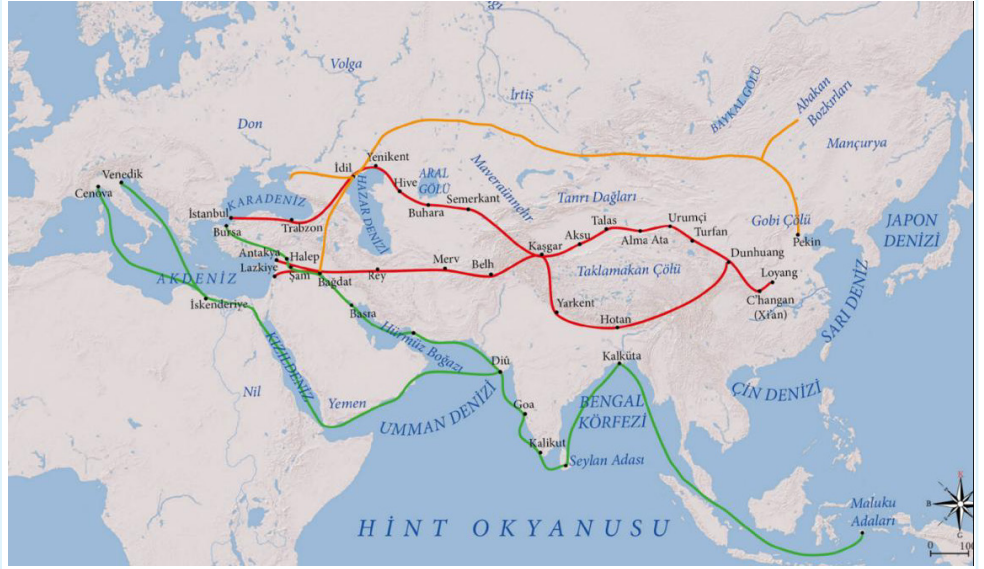 Volga
İrtiş
BAYKAL GÖLÜ
Abakan
Bozkırları
Don
Mançurya
Yenikent
İdil
Venedik
Cenova
Hive
ARAL
GÖLÜ
Maveraünnehr
Semerkant
Buhara
HAZAR DENİZİ
KARADENİZ
İstanbul
Bursa
Trabzon
Tanrı Dağları
Talas
Urumçi
Turfan
Gobi Çölü
Pekin
JAPON
DENİZİ
Aksu
Alma Ata
Kaşgar
Dunhuang
Antakya
Halep
Lazkiye
Şam
Bağdat
Rey
Merv
Belh
Taklamakan Çölü
Loyang
C'hangan
(Xi'an)
AKDENİZ
İskenderiye
Basra
Yarkent
Hotan
SARI DENİZ
Hürmüz Boğazı
KIZILDENİZ
Nil
Yemen
Diû
Kalküta
UMMAN DENİZİ
Goa
BENGAL
KÖRFEZİ
ÇİN DENİZİ
Kalikut
Seylan Adası
Maluku
Adaları
HİNT OKYANUSU
K
B
G
0